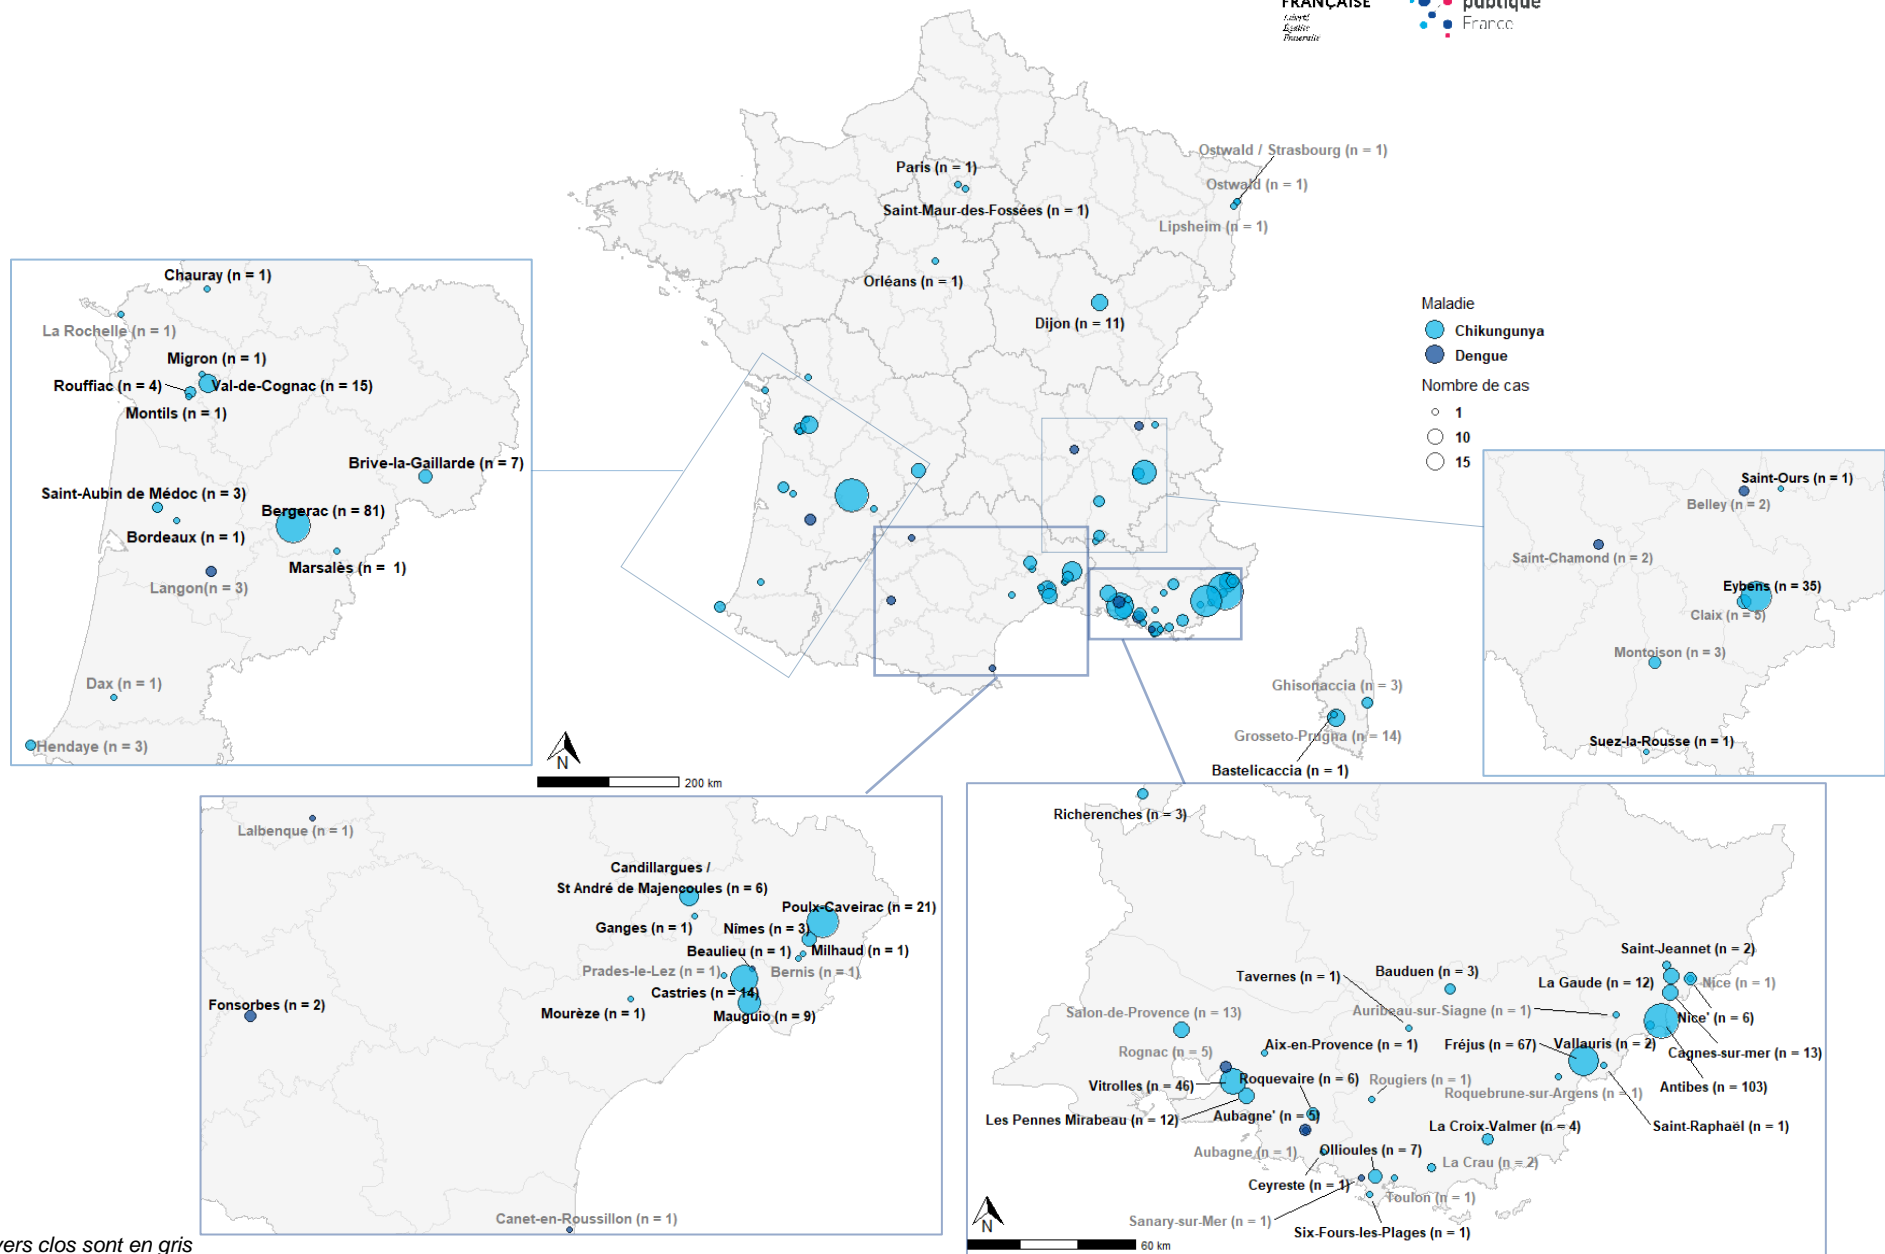 FRANÇAISE
Liberté
Égalité
Fraternité
publique
France
Ostwald / Strasbourg (n = 1)
Paris (n = 1)
Ostwald (n = 1)
Saint-Maur-des-Fossées (n = 1)
Lipsheim (n = 1)
Orléans (n = 1)
Dijon (n = 11)
Maladie
Chikungunya
Dengue
Nombre de cas
1
10
15
Chauray (n = 1)
La Rochelle (n = 1)
Migron (n = 1)
Rouffiac (n = 4)
Val-de-Cognac (n = 15)
Montils (n = 1)
Brive-la-Gaillarde (n = 7)
Saint-Aubin de Médoc (n = 3)
Bergerac (n = 81)
Bordeaux (n = 1)
Marsalès (n = 1)
Langon(n = 3)
Dax (n = 1)
Hendaye (n = 3)
Saint-Ours (n = 1)
Belley (n = 2)
Saint-Chamond (n = 2)
Eybens (n = 35)
Claix (n = 5)
Montoison (n = 3)
Suez-la-Rousse (n = 1)
Ghisonaccia (n = 3)
Grosseto-Prugna (n = 14)
Bastelicaccia (n = 1)
N
200 km
Lalbenque (n = 1)
Candillargues /
St André de Majencoules (n = 6)
Poulx-Caveirac (n = 21)
Ganges (n = 1)
Nîmes (n = 3)
Beaulieu (n = 1)
Milhaud (n = 1)
Prades-le-Lez (n = 1)
Bernis (n = 1)
Castries (n = 14)
Fonsorbes (n = 2)
Mourèze (n = 1)
Mauguio (n = 9)
Canet-en-Roussillon (n = 1)
Richerenches (n = 3)
Saint-Jeannet (n = 2)
Tavernes (n = 1)
Bauduen (n = 3)
La Gaude (n = 12)
Nice (n = 1)
Salon-de-Provence (n = 13)
Auribeau-sur-Siagne (n = 1)
Nice' (n = 6)
Rognac (n = 5)
Aix-en-Provence (n = 1)
Fréjus (n = 67)
Vallauris (n = 2)
Cagnes-sur-mer (n = 13)
Vitrolles (n = 46)
Roquevaire (n = 6)
Rougiers (n = 1)
Antibes (n = 103)
Roquebrune-sur-Argens (n = 1)
Les Pennes Mirabeau (n = 12)
Aubagne' (n = 5)
La Croix-Valmer (n = 4)
Saint-Raphaël (n = 1)
Aubagne (n = 1)
Ollioules (n = 7)
La Crau (n = 2)
Ceyreste (n = 1)
Toulon (n = 1)
Sanary-sur-Mer (n = 1)
Six-Fours-les-Plages (n = 1)
N
60 km
vers clos sont en gris